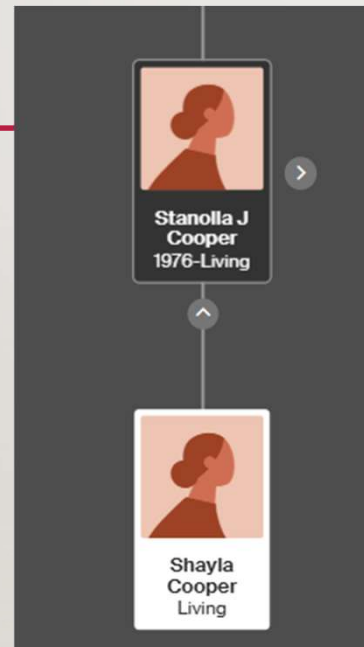 Stanolla J
Cooper
1976-Living
Shayla
Cooper
Living